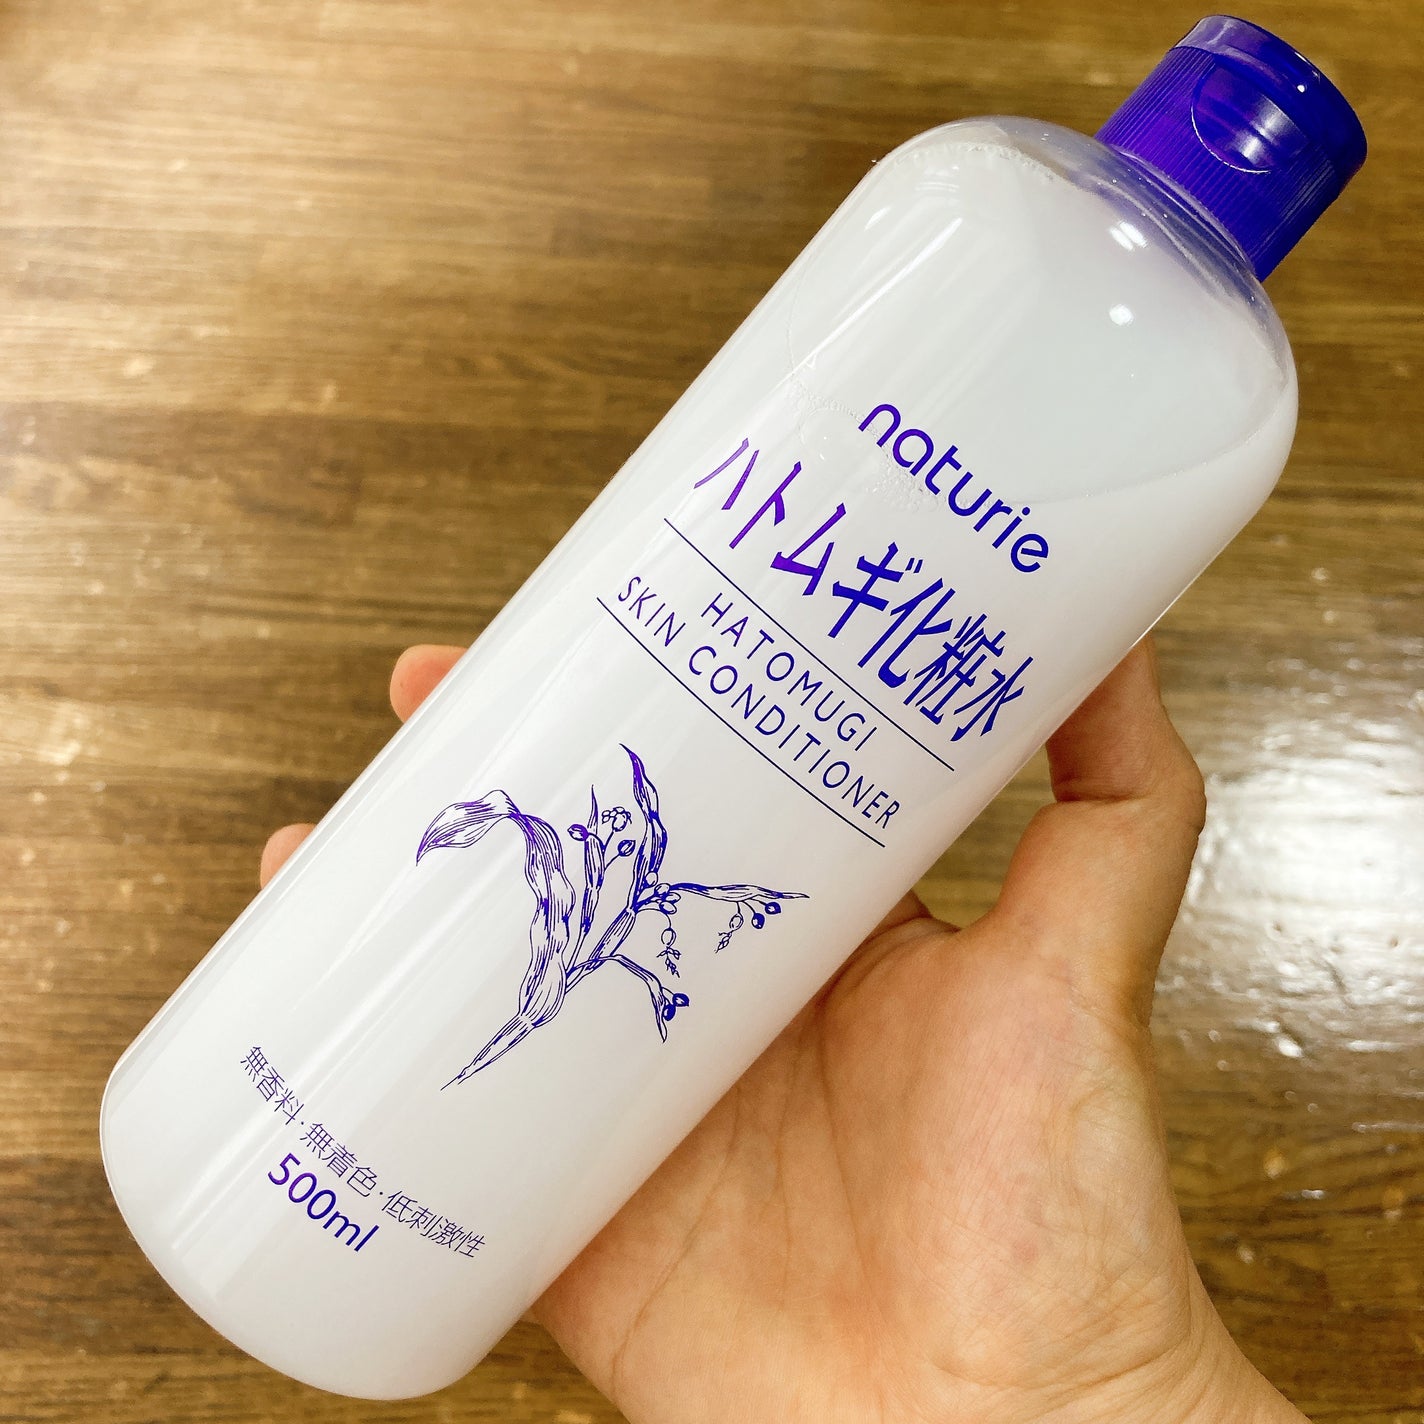 naturie
ハトムギ化粧水
HATOMUGI
SKIN CONDITIONER
無香料·無着色·低刺激性
500ml